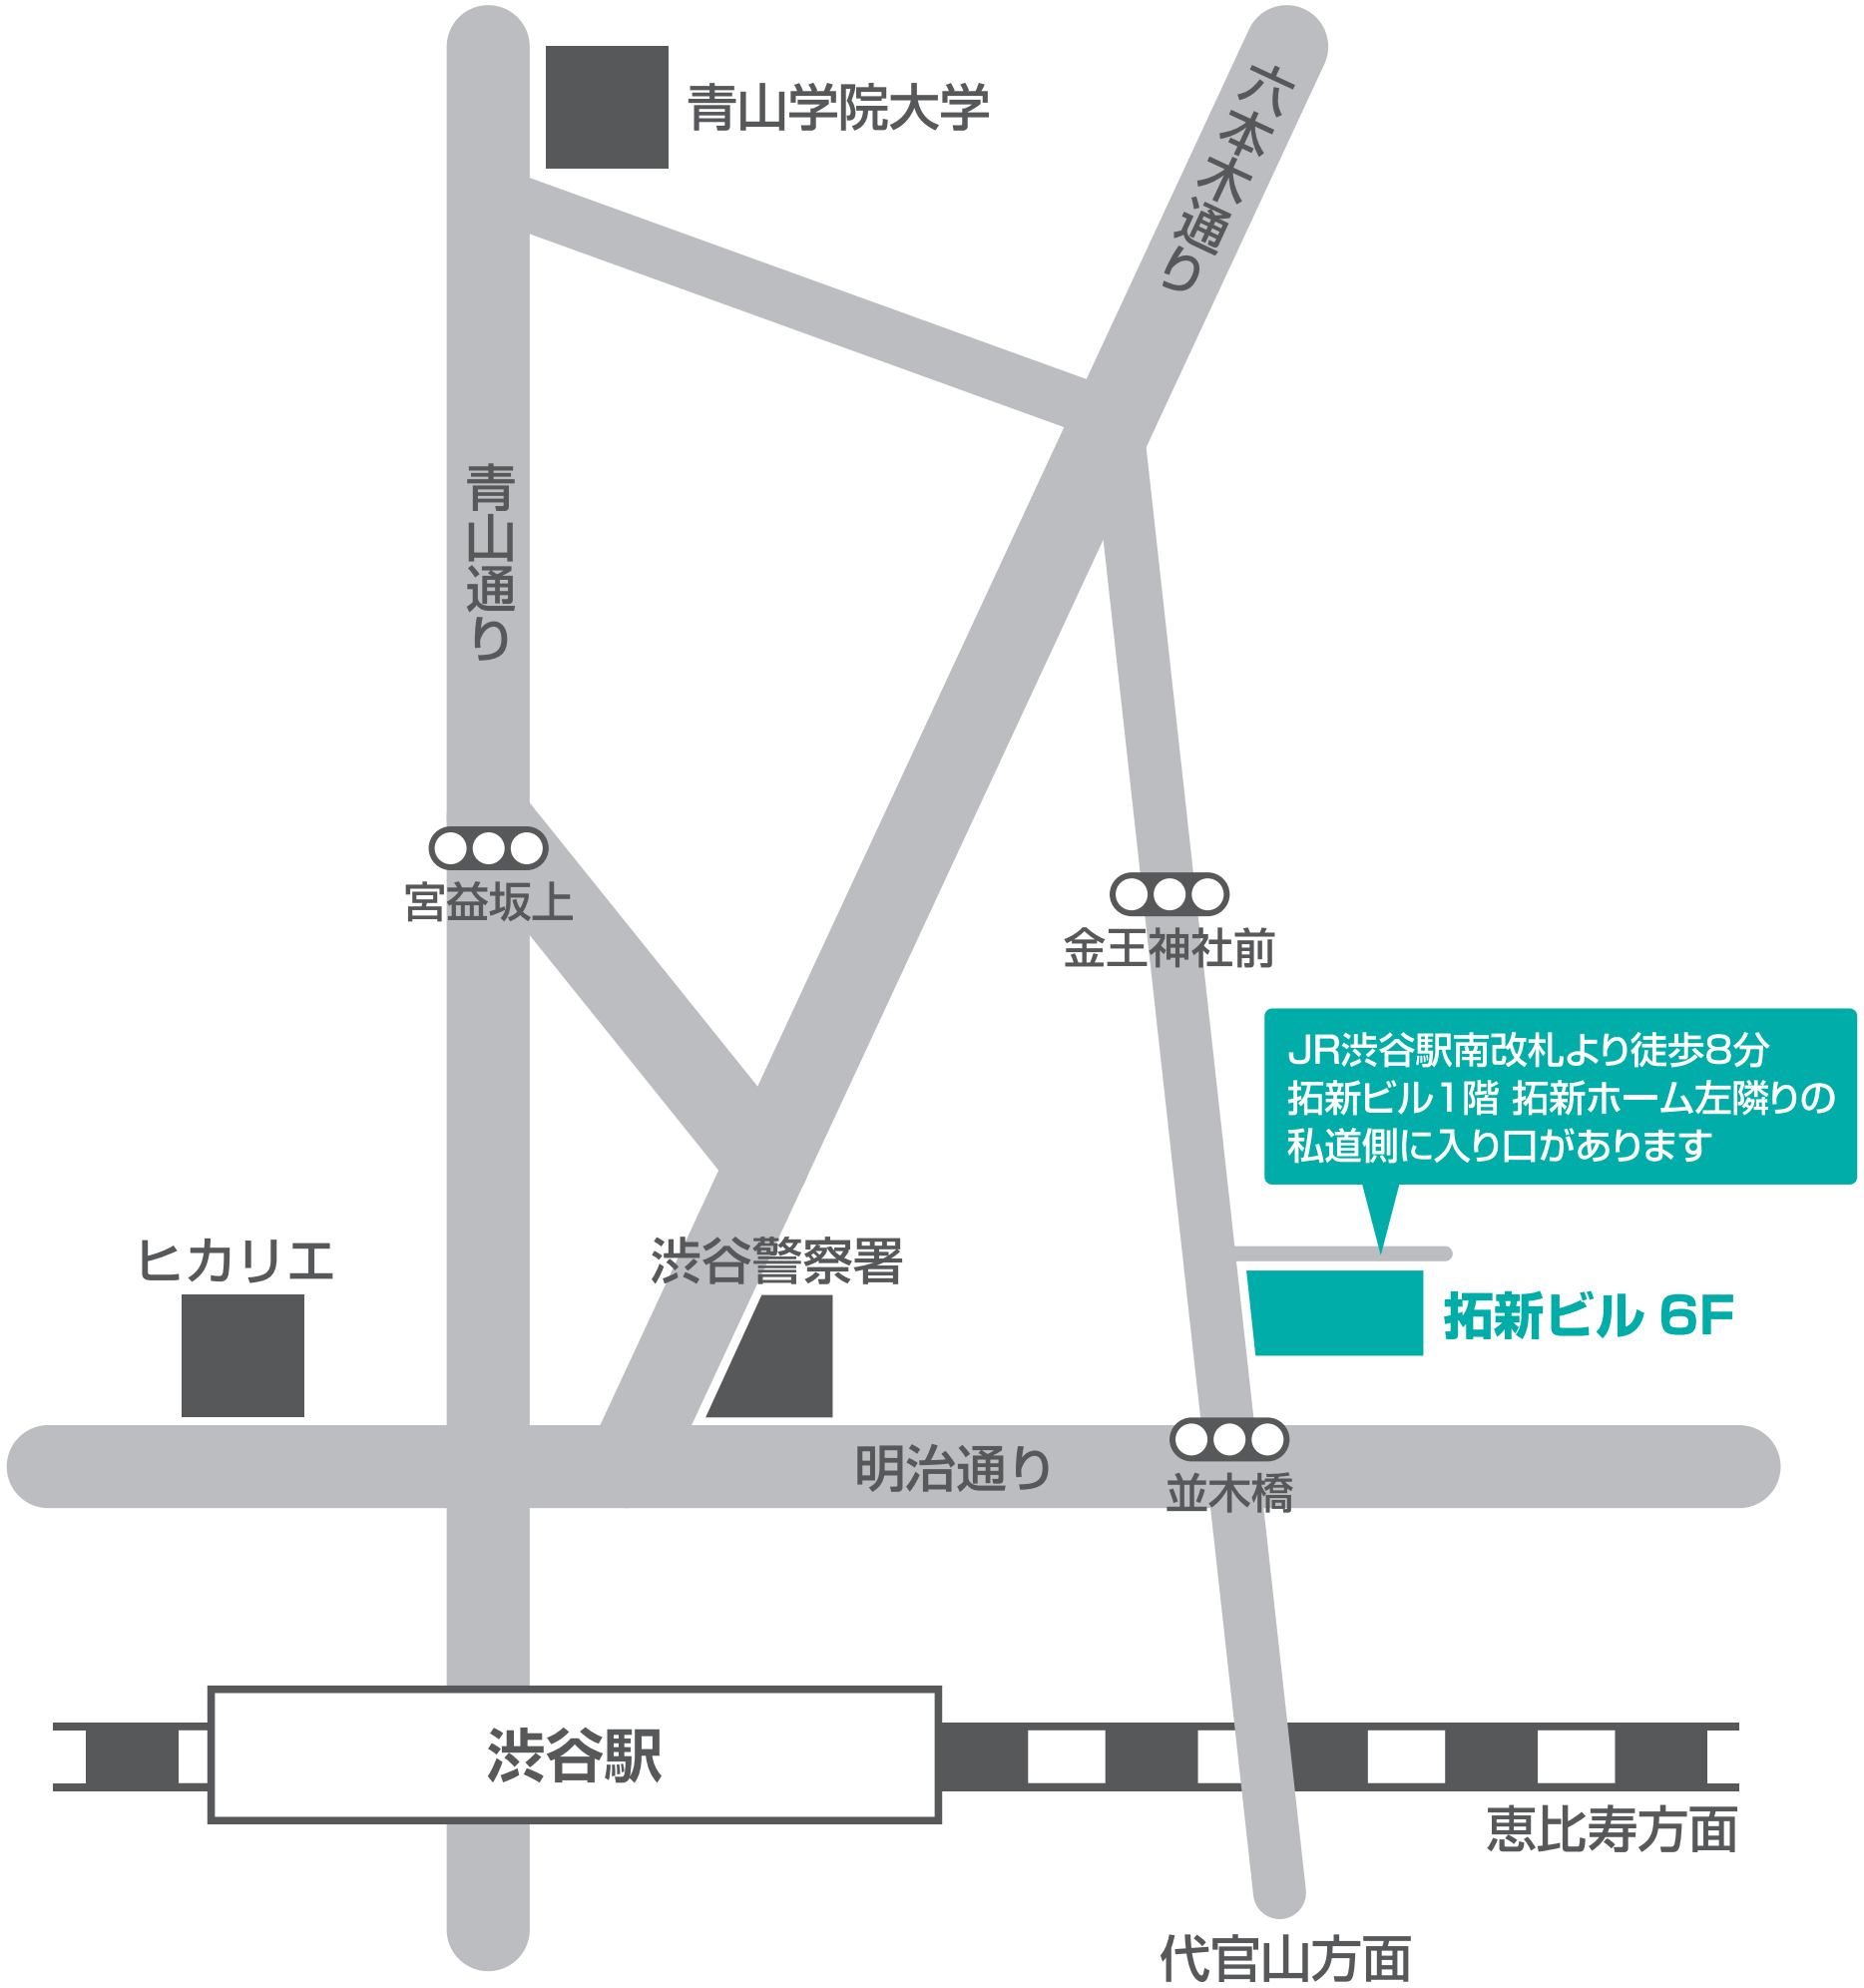 青山学院大学
六本木通り
青山通り
宮益坂上
金王神社前
JR渋谷駅南改札より徒歩8分
拓新ビル1階 拓新ホーム左隣りの
私道側に入り口があります
ヒカリエ
渋谷警察署
拓新ビル 6F
明治通り
並木橋
渋谷駅
恵比寿方面
代官山方面